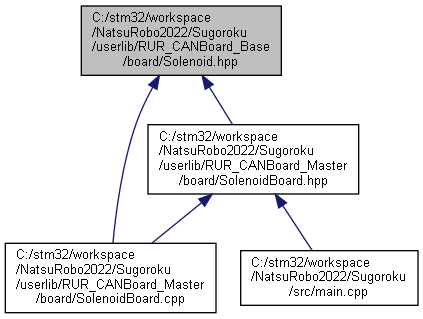 C:/stm32/workspace
/NatsuRobo2022/Sugoroku
/userlib/RUR_CANBoard_Base
/board/Solenoid.hpp
C:/stm32/workspace
/NatsuRobo2022/Sugoroku
/userlib/RUR_CANBoard_Master
/board/SolenoidBoard.hpp
C:/stm32/workspace
/NatsuRobo2022/Sugoroku
/userlib/RUR_CANBoard_Master
/board/SolenoidBoard.cpp
C:/stm32/workspace
/NatsuRobo2022/Sugoroku
/src/main.cpp